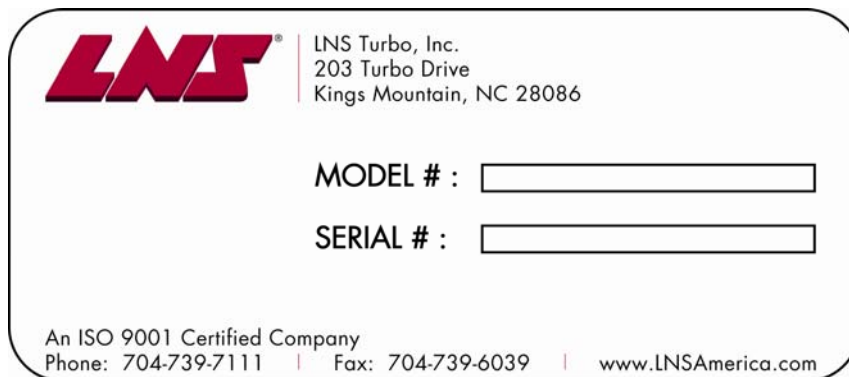 LNS®
LNS Turbo, Inc.
203 Turbo Drive
Kings Mountain, NC 28086
MODEL # :
SERIAL # :
An ISO 9001 Certified Company
Phone: 704-739-7111 | Fax: 704-739-6039 | www.LNSAmerica.com